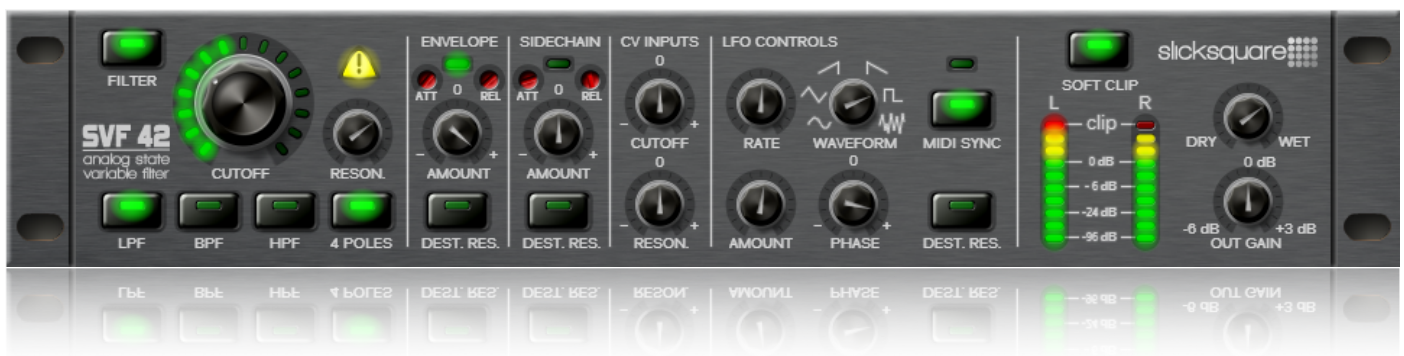 FILTER
SVF 42
analog state
variable filter
CUTOFF
RESON.
LPF
BPF
HPF
4 POLES
ENVELOPE
ATT 0 REL
- +
AMOUNT
DEST. RES.
SIDECHAIN
ATT 0 REL
- +
AMOUNT
DEST. RES.
CV INPUTS
0
- +
CUTOFF
0
- +
RESON.
LFO CONTROLS
RATE
WAVEFORM
AMOUNT
0
- +
PHASE
MIDI SYNC
DEST. RES.
SOFT CLIP
L R
clip
0 dB
-6 dB
-24 dB
-96 dB
slicksquare
DRY WET
0 dB
-6 dB +3 dB
OUT GAIN